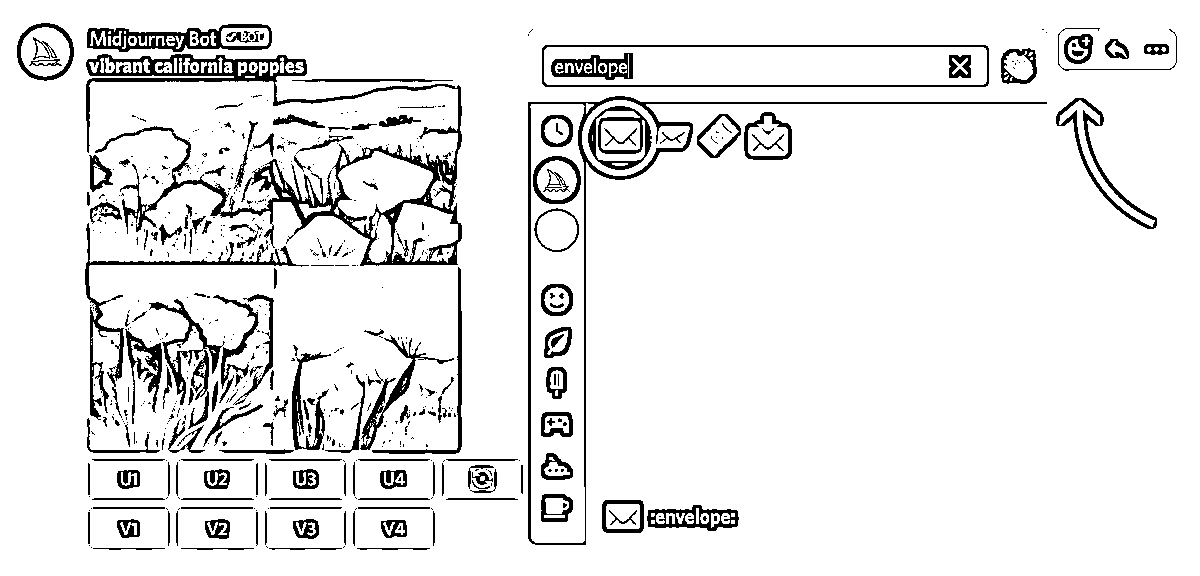 Midjourney Bot ✓ BOT
vibrant california poppies
envelope
U1 U2 U3 U4
V1 V2 V3 V4
:envelope: